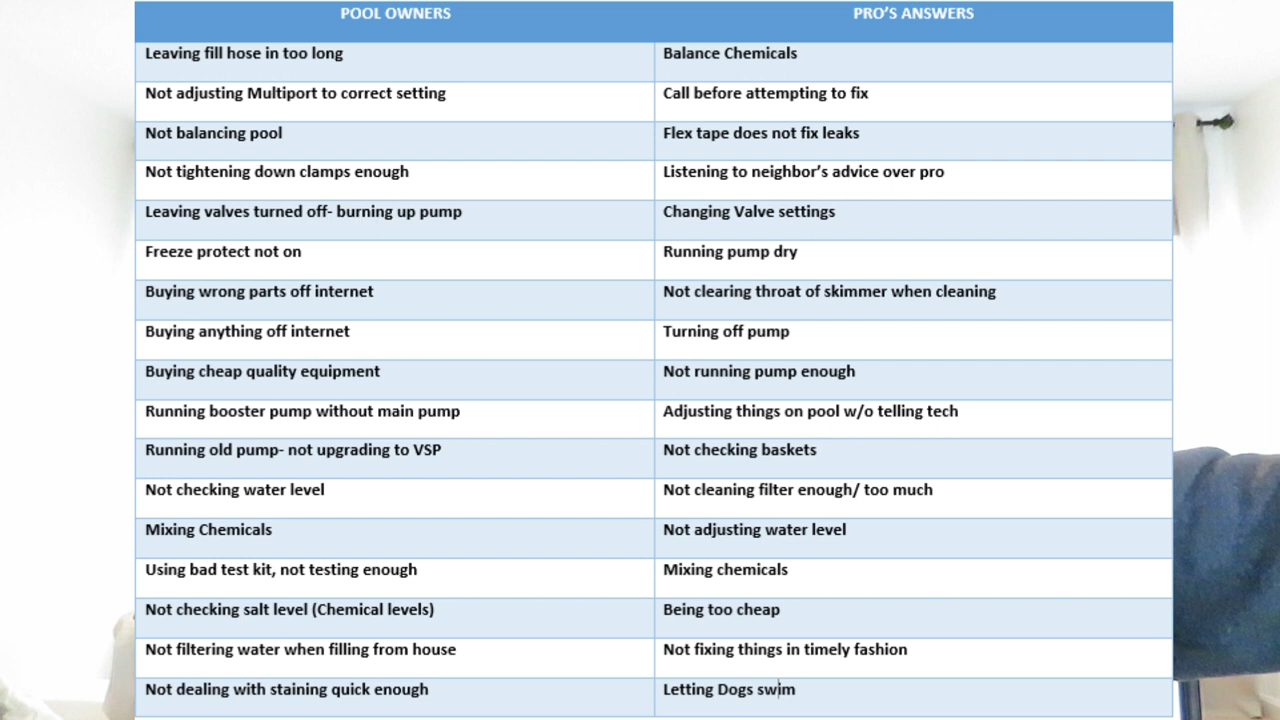 POOL OWNERS PRO'S ANSWERS
Leaving fill hose in too long Balance Chemicals
Not adjusting Multiport to correct setting Call before attempting to fix
Not balancing pool Flex tape does not fix leaks
Not tightening down clamps enough Listening to neighbor's advice over pro
Leaving valves turned off- burning up pump Changing Valve settings
Freeze protect not on Running pump dry
Buying wrong parts off internet Not clearing throat of skimmer when cleaning
Buying anything off internet Turning off pump
Buying cheap quality equipment Not running pump enough
Running booster pump without main pump Adjusting things on pool w/o telling tech
Running old pump- not upgrading to VSP Not checking baskets
Not checking water level Not cleaning filter enough/ too much
Mixing Chemicals Not adjusting water level
Using bad test kit, not testing enough Mixing chemicals
Not checking salt level (Chemical levels) Being too cheap
Not filtering water when filling from house Not fixing things in timely fashion
Not dealing with staining quick enough Letting Dogs swim